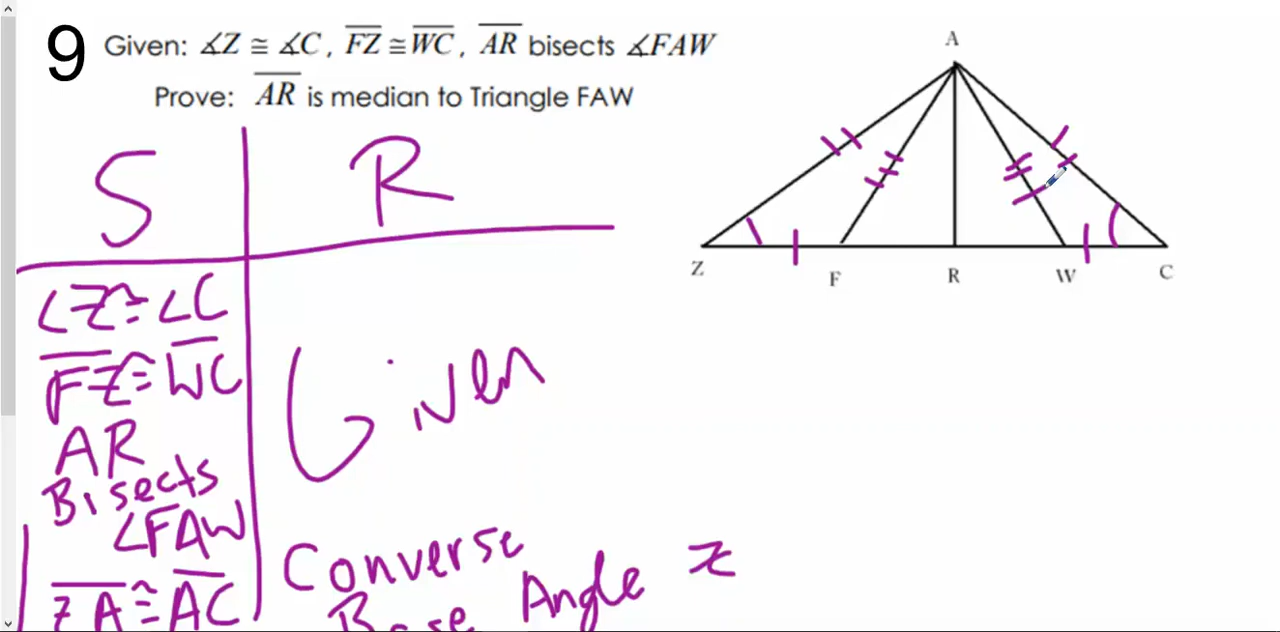 9 Given: ∡Z ≅ ∡C, FZ ≅ WC, AR bisects ∡FAW
Prove: AR is median to Triangle FAW
A
Z F R W C
S R
∠Z ≅ ∠C
FZ ≅ WC
Given
AR
Bisects
∠FAW
ZA ≅ AC
Converse
Base Angle